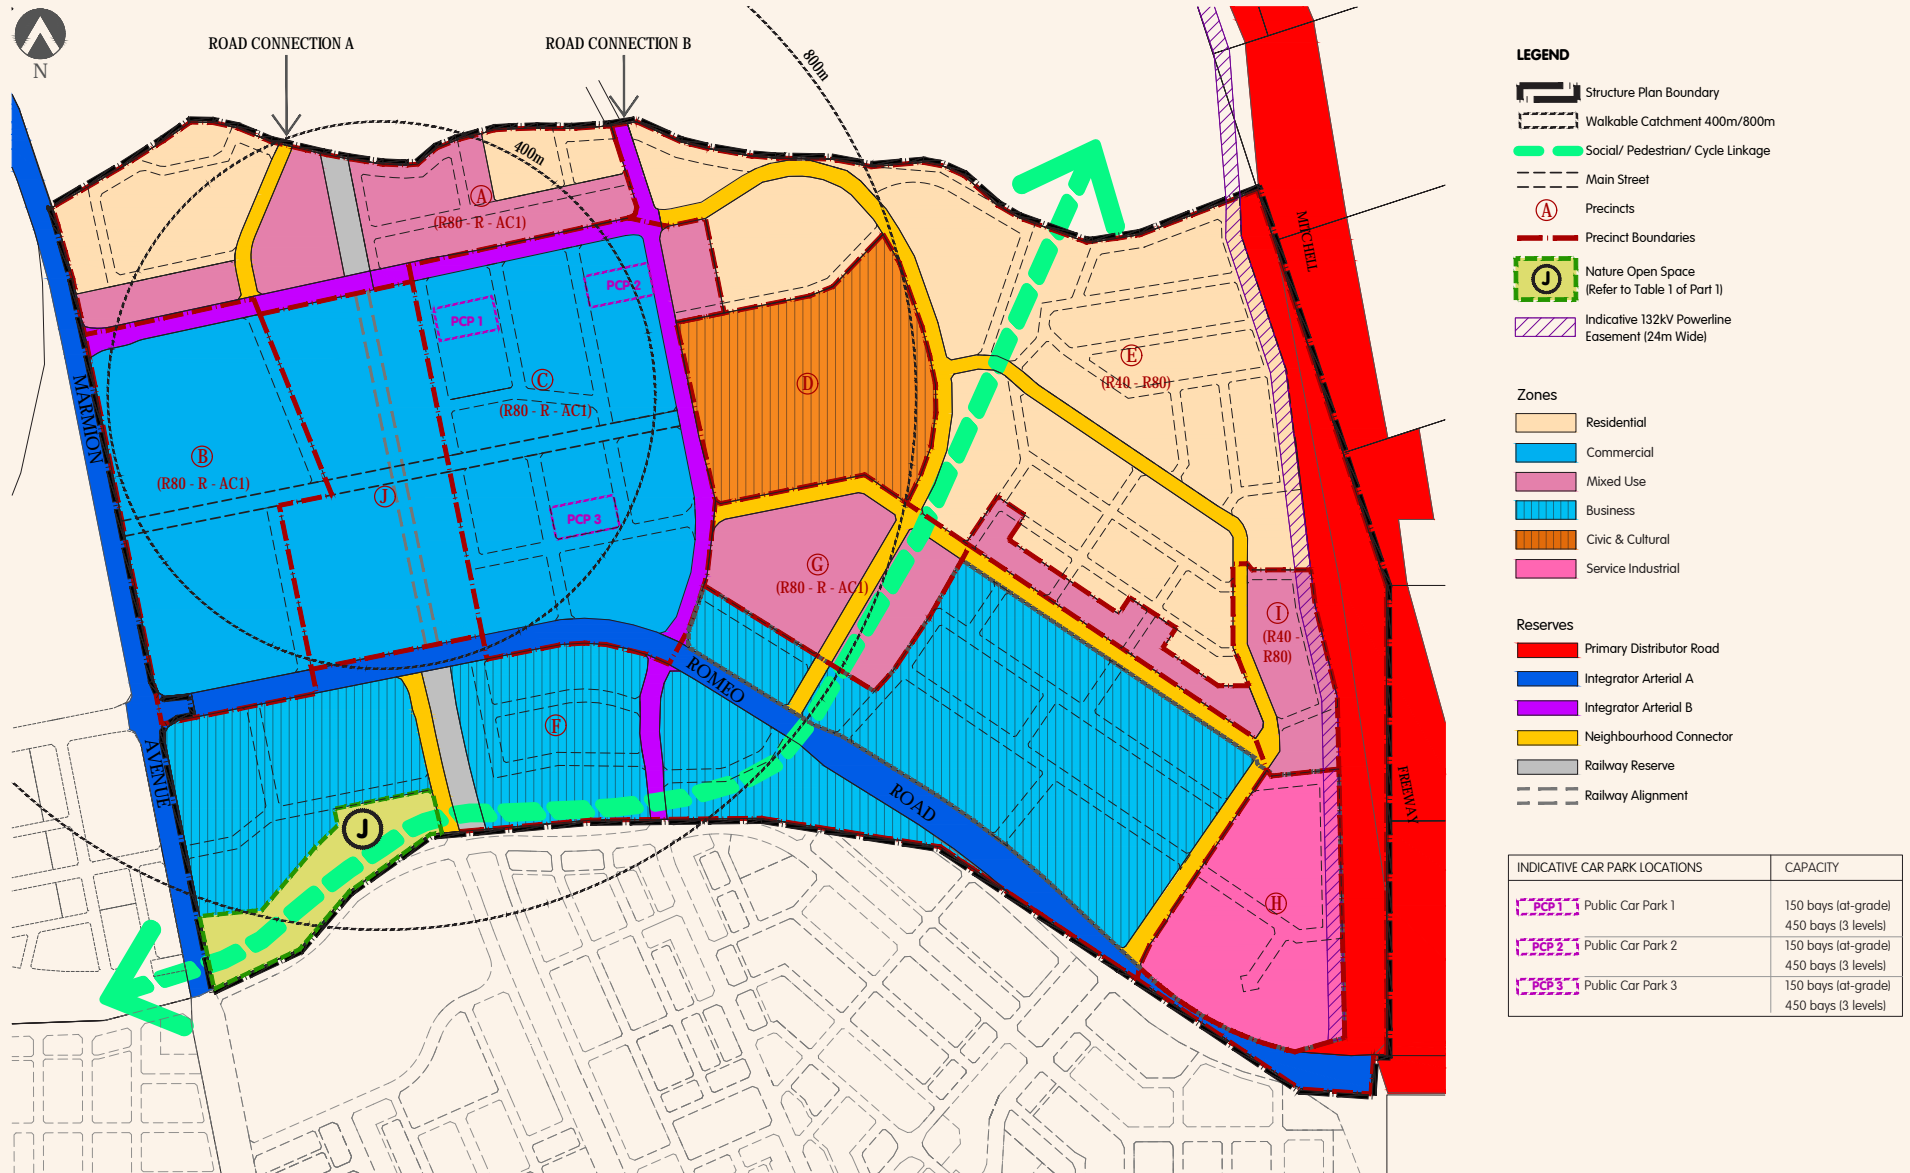 N
ROAD CONNECTION A
ROAD CONNECTION B
800m
400m
A
(R80 - R - AC1)
PCP 1
PCP 2
C
(R80 - R - AC1)
PCP 3
B
(R80 - R - AC1)
J
D
E
(R40 - R80)
G
(R80 - R - AC1)
I
(R40 -
R80)
F
H
J
MARMION
AVENUE
ROMEO
ROAD
MITCHELL
FREEWAY
LEGEND
Structure Plan Boundary
Walkable Catchment 400m/800m
Social/ Pedestrian/ Cycle Linkage
Main Street
A Precincts
Precinct Boundaries
J Nature Open Space
(Refer to Table 1 of Part 1)
Indicative 132kV Powerline
Easement (24m Wide)
Zones
Residential
Commercial
Mixed Use
Business
Civic & Cultural
Service Industrial
Reserves
Primary Distributor Road
Integrator Arterial A
Integrator Arterial B
Neighbourhood Connector
Railway Reserve
Railway Alignment
INDICATIVE CAR PARK LOCATIONS CAPACITY
PCP 1 Public Car Park 1 150 bays (at-grade)
450 bays (3 levels)
PCP 2 Public Car Park 2 150 bays (at-grade)
450 bays (3 levels)
PCP 3 Public Car Park 3 150 bays (at-grade)
450 bays (3 levels)